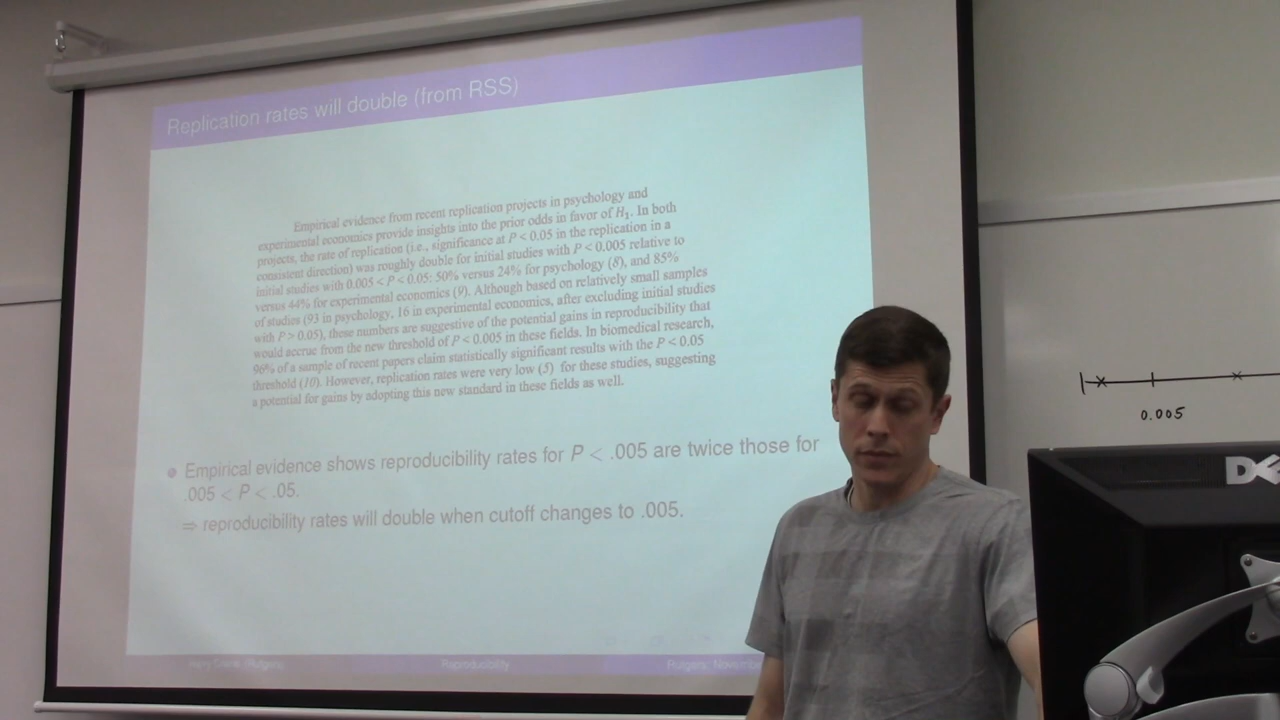 Replication rates will double (from RSS)
Empirical evidence from recent replication projects in psychology and
experimental economics provide insights into the prior odds in favor of H₁. In both
projects, the rate of replication (i.e., significance at P < 0.05 in the replication in a
consistent direction) was roughly double for initial studies with P < 0.005 relative to
initial studies with 0.005 < P < 0.05: 50% versus 24% for psychology (8), and 85%
versus 44% for experimental economics (9). Although based on relatively small samples
of studies (93 in psychology, 16 in experimental economics, after excluding initial studies
with P > 0.05), these numbers are suggestive of the potential gains in reproducibility that
would accrue from the new threshold of P < 0.005 in these fields. In biomedical research,
96% of a sample of recent papers claim statistically significant results with the P < 0.05
threshold (10). However, replication rates were very low (5) for these studies, suggesting
a potential for gains by adopting this new standard in these fields as well.
Empirical evidence shows reproducibility rates for P < .005 are twice those for
.005 < P < .05.
⇒ reproducibility rates will double when cutoff changes to .005.
(Rutgers) Reproducibility Rutgers:
0.005
DE